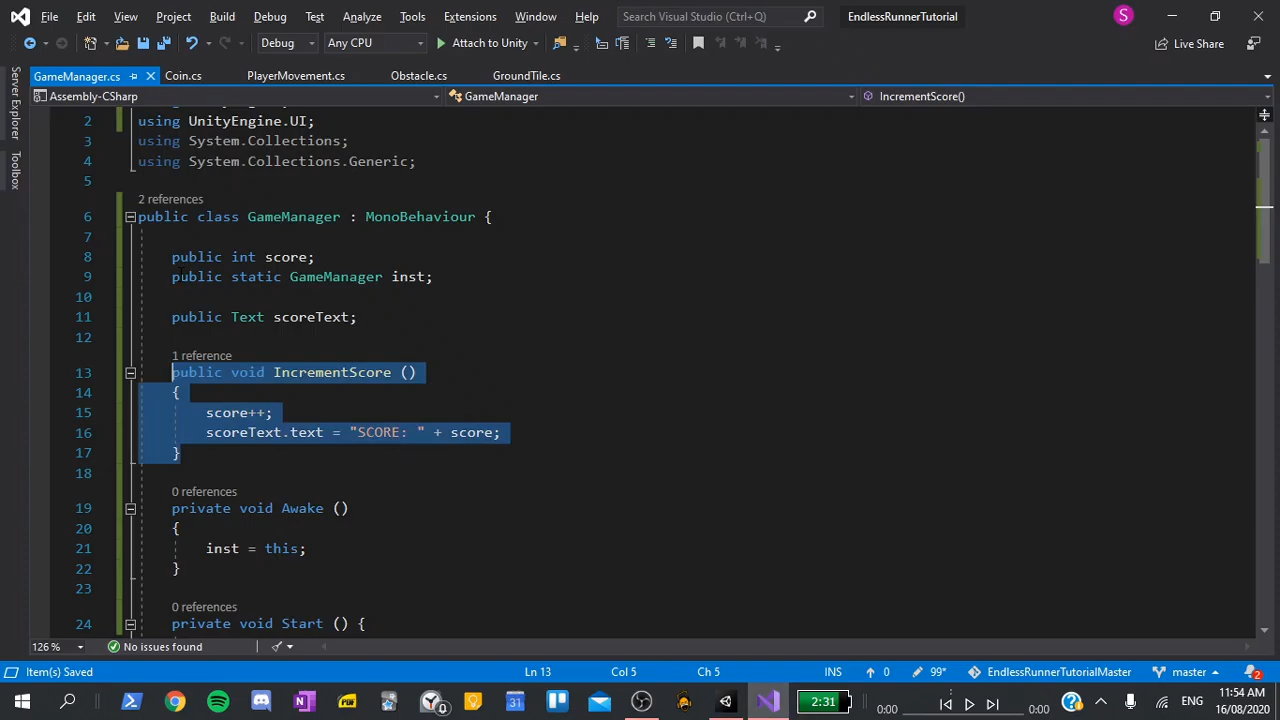 File Edit View Project Build Debug Test Analyze Tools Extensions Window Help Search Visual Studio (Ctrl+Q) EndlessRunnerTutorial S
Debug Any CPU Attach to Unity Live Share
GameManager.cs Coin.cs PlayerMovement.cs Obstacle.cs GroundTile.cs
Assembly-CSharp GameManager IncrementScore()
Server Explorer
Toolbox
2 using UnityEngine.UI;
3 using System.Collections;
4 using System.Collections.Generic;
5
2 references
6 public class GameManager : MonoBehaviour {
7
8 public int score;
9 public static GameManager inst;
10
11 public Text scoreText;
12
1 reference
13 public void IncrementScore ()
14 {
15 score++;
16 scoreText.text = "SCORE: " + score;
17 }
18
0 references
19 private void Awake ()
20 {
21 inst = this;
22 }
23
0 references
24 private void Start () {
126 % No issues found
Item(s) Saved Ln 13 Col 5 Ch 5 INS 0 99* EndlessRunnerTutorialMaster master 2
2:31 0:00 0:00 ENG 11:54 AM
16/08/2020